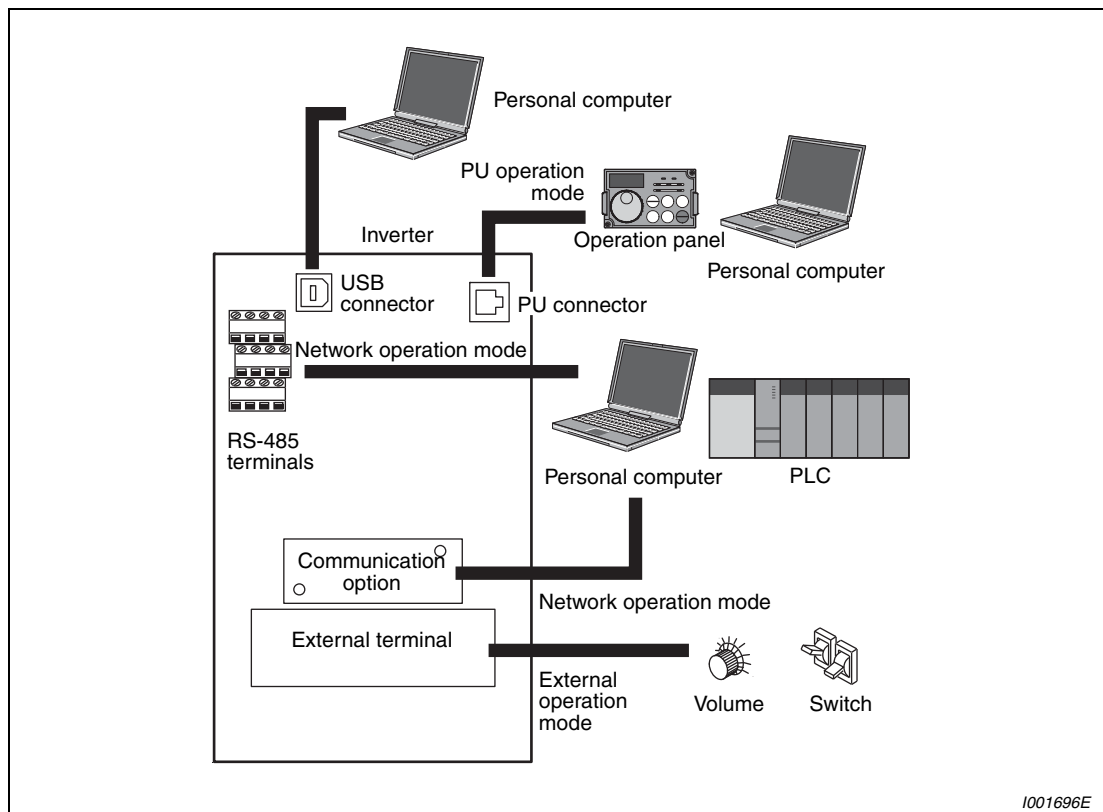 Personal computer
PU operation
mode
Operation panel
Personal computer
Inverter
USB
connector
PU connector
Network operation mode
RS-485
terminals
Personal computer
PLC
Communication
option
Network operation mode
External terminal
External
operation
mode
Volume
Switch
I001696E